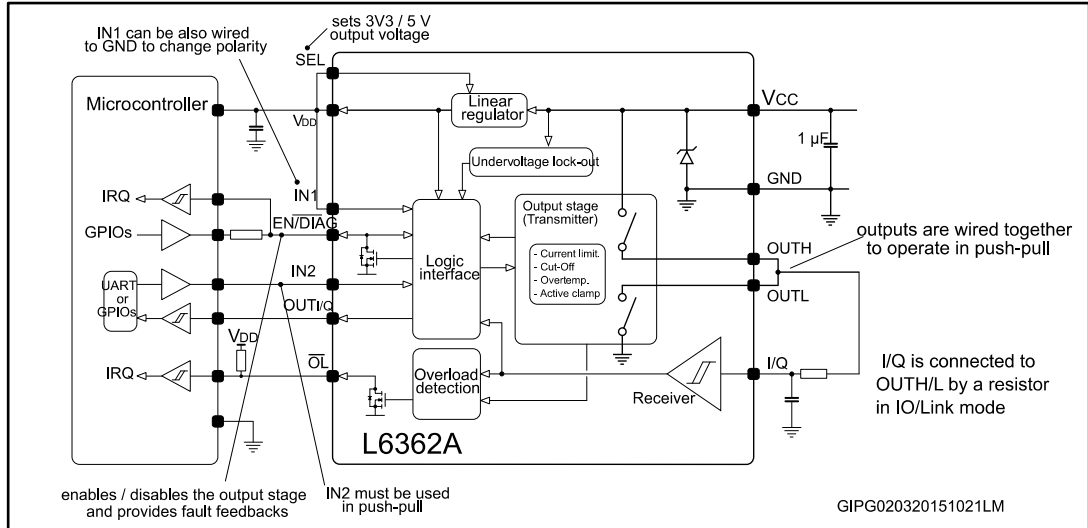 IN1 can be also wired
to GND to change polarity
sets 3V3 / 5 V
output voltage
SEL
Microcontroller
VDD
Linear
regulator
VCC
1 µF
Undervoltage lock-out
IRQ
IN1
GND
EN/DIAG
GPIOs
Output stage
(Transmitter)
- Current limit.
- Cut-Off
- Overtemp.
- Active clamp
outputs are wired together
to operate in push-pull
OUTH
OUTL
Logic
interface
IN2
UART
or
GPIOs
OUTI/Q
VDD
IRQ
OL
Overload
detection
Receiver
I/Q
I/Q is connected to
OUTH/L by a resistor
in IO/Link mode
L6362A
enables / disables the output stage
and provides fault feedbacks
IN2 must be used
in push-pull
GIPG020320151021LM